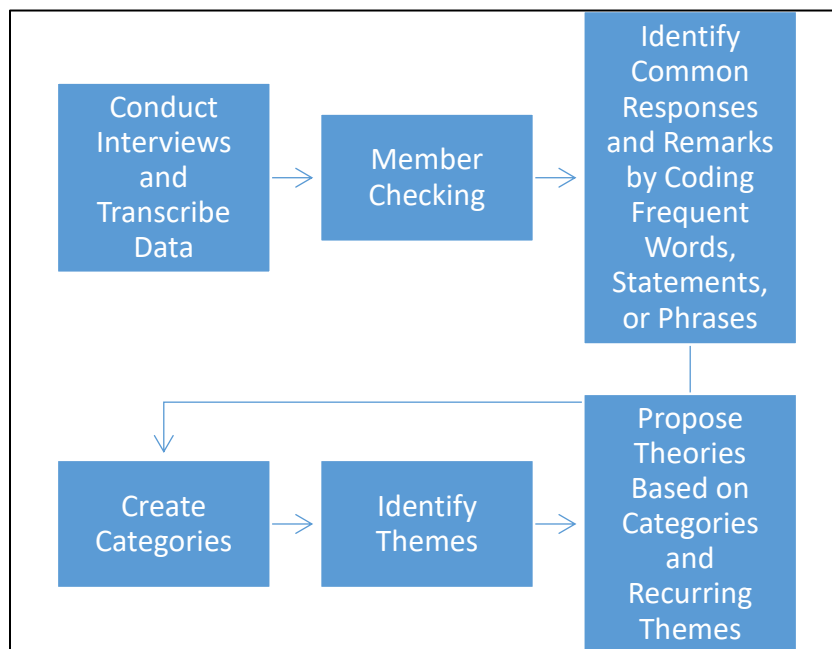 Conduct
Interviews
and
Transcribe
Data
Member
Checking
Identify
Common
Responses
and Remarks
by Coding
Frequent
Words,
Statements,
or Phrases
Create
Categories
Identify
Themes
Propose
Theories
Based on
Categories
and
Recurring
Themes